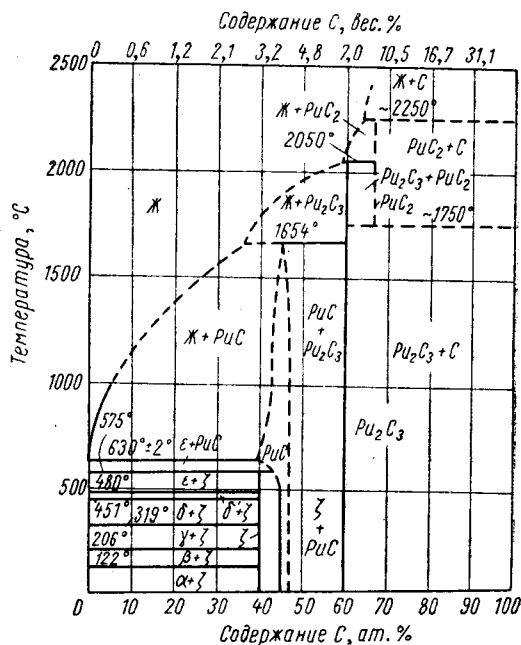 Содержание С, вес. %
0 0,6 1,2 2,1 3,2 4,8 7,0 10,5 16,7 31,1
2500
Ж+С
~2250°
Ж+PuC₂
2050°
PuC₂+C
2000
Pu₂C₃+PuC₂
Ж
Ж+Pu₂C₃
PuC₂
~1750°
1654°
1500
PuC + Pu₂C₃
Ж+PuC
Pu₂C₃+C
1000
575°
Pu₂C₃
630°±2° ε+PuC
PuC
480° ε+ζ
500
451° 319° δ+ζ δ'+ζ
ζ + PuC
206° γ+ζ ζ
122° β+ζ
α+ζ
0 10 20 30 40 50 60 70 80 90 100
Содержание С, ат. %
Температура, °С